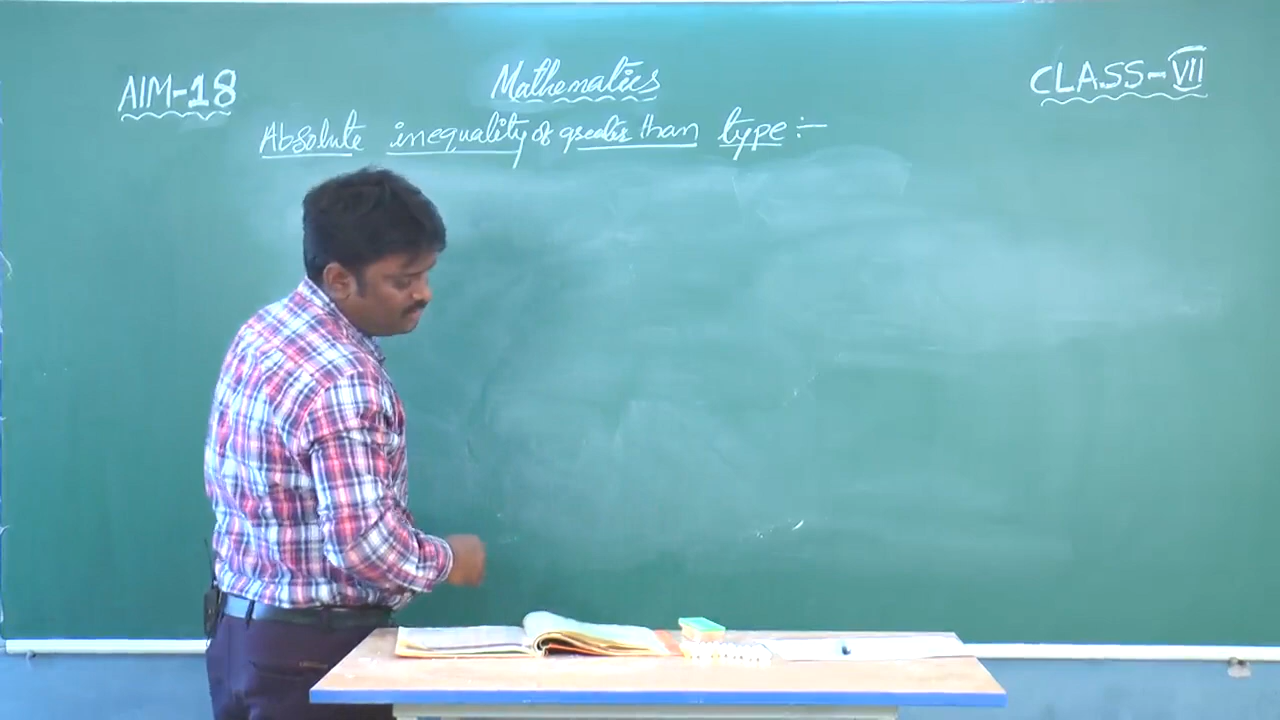 AIM-18 Mathematics CLASS-VII
Absolute inequality of greater than type :-